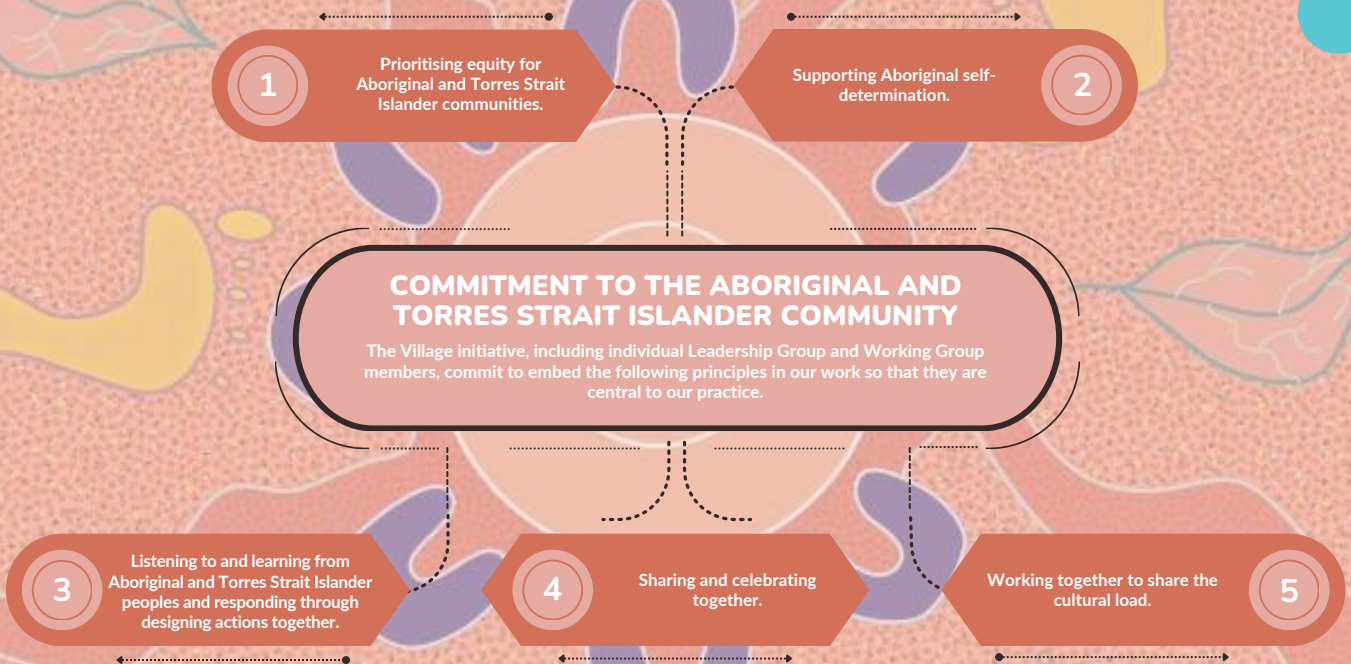 1
Prioritising equity for
Aboriginal and Torres Strait
Islander communities.
Supporting Aboriginal self-
determination.
2
COMMITMENT TO THE ABORIGINAL AND
TORRES STRAIT ISLANDER COMMUNITY
The Village initiative, including individual Leadership Group and Working Group
members, commit to embed the following principles in our work so that they are
central to our practice.
3
Listening to and learning from
Aboriginal and Torres Strait Islander
peoples and responding through
designing actions together.
4
Sharing and celebrating
together.
Working together to share the
cultural load.
5